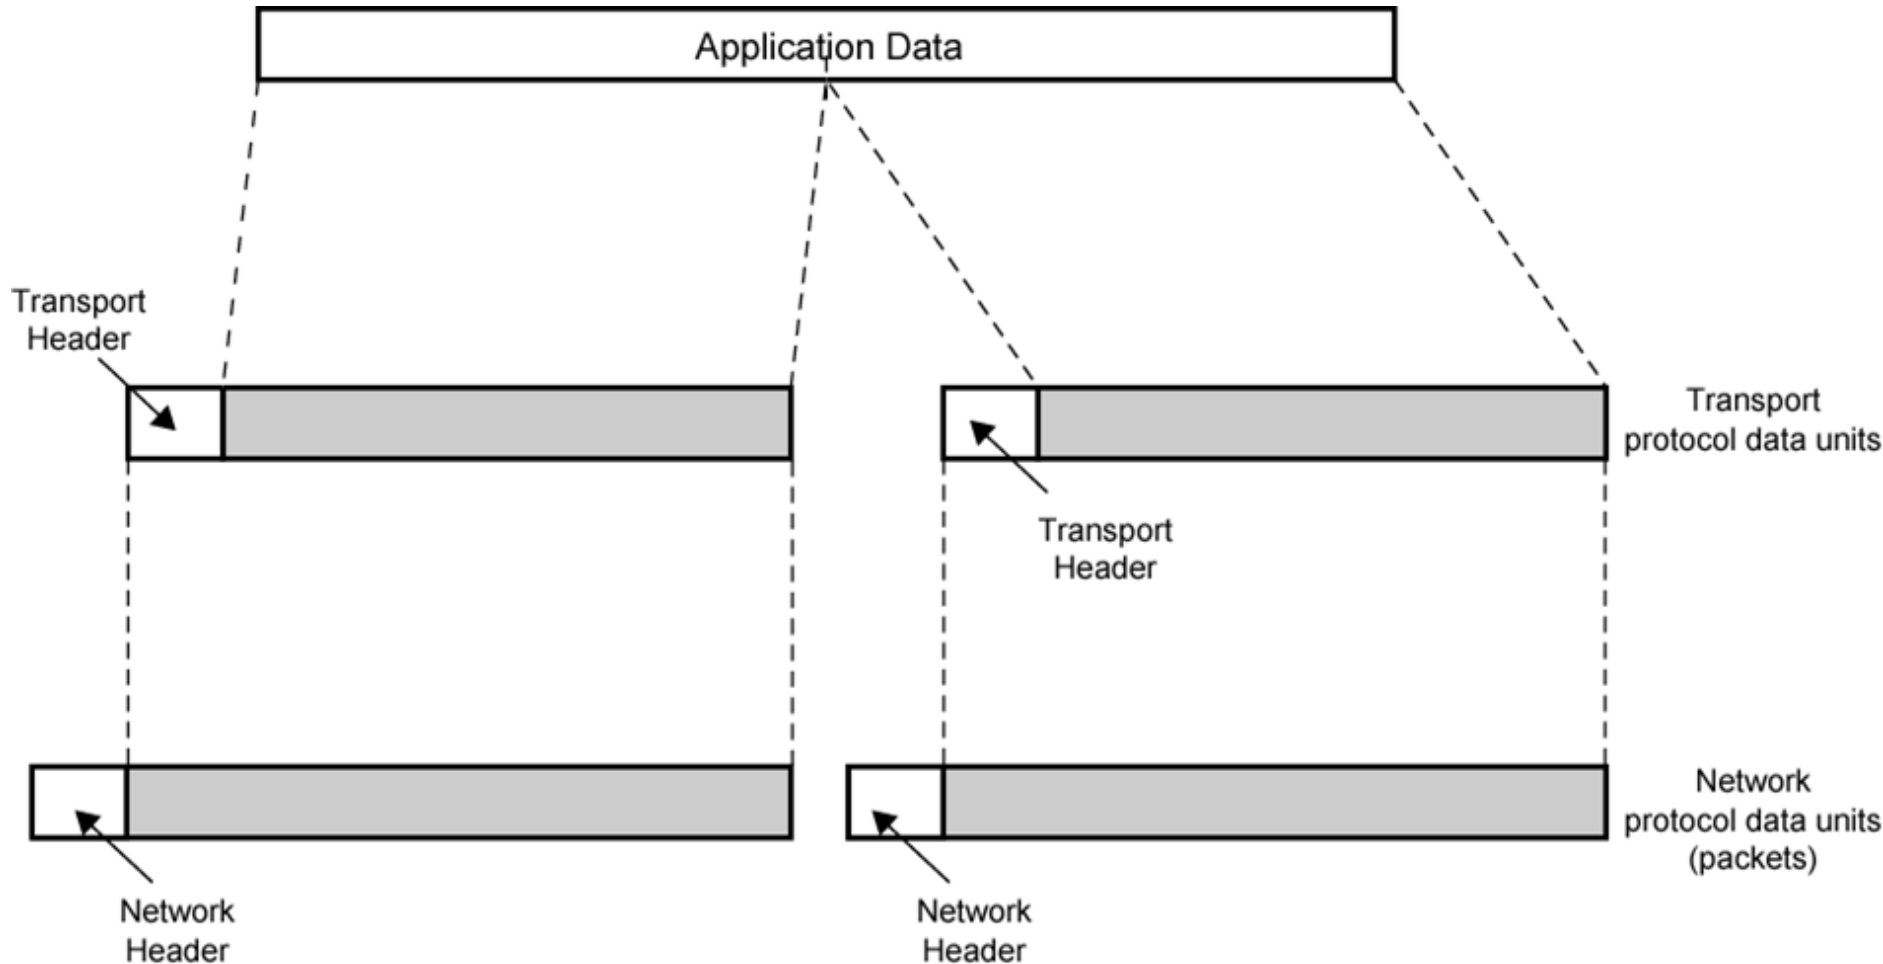 Application Data
Transport
Header
Transport
protocol data units
Transport
Header
Network
protocol data units
(packets)
Network
Header
Network
Header